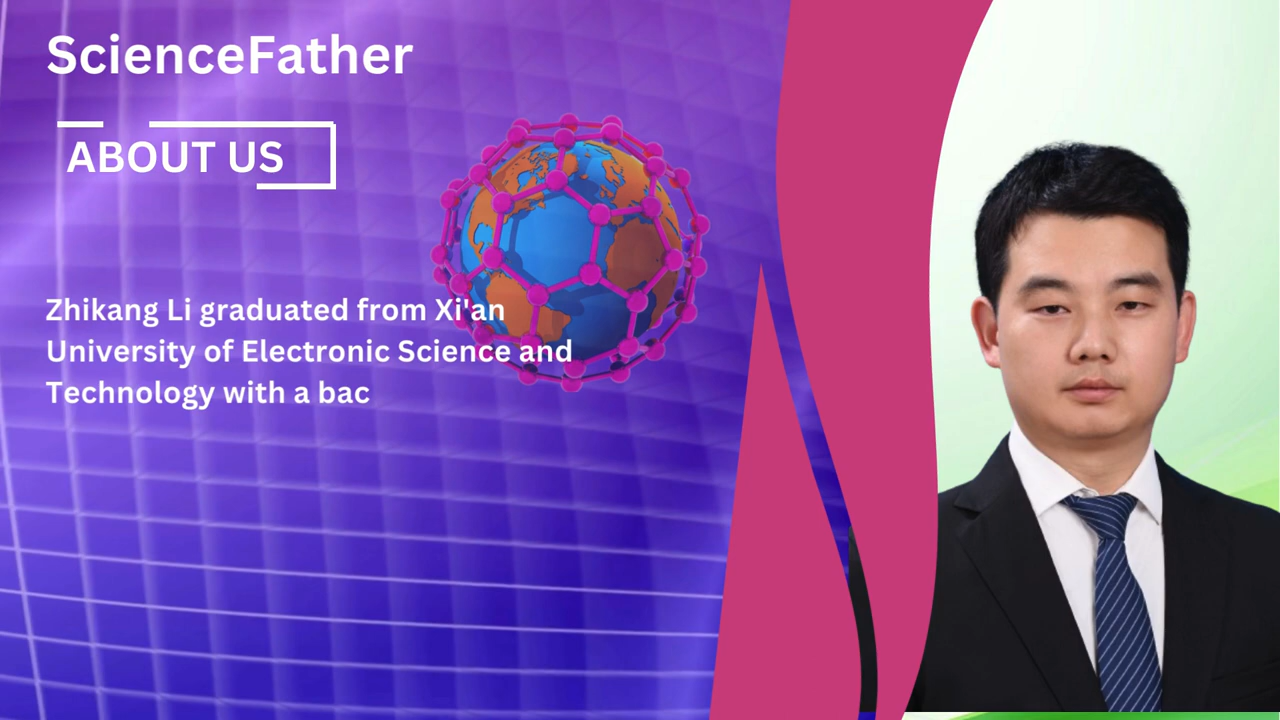 ScienceFather
ABOUT US
Zhikang Li graduated from Xi'an
University of Electronic Science and
Technology with a bac